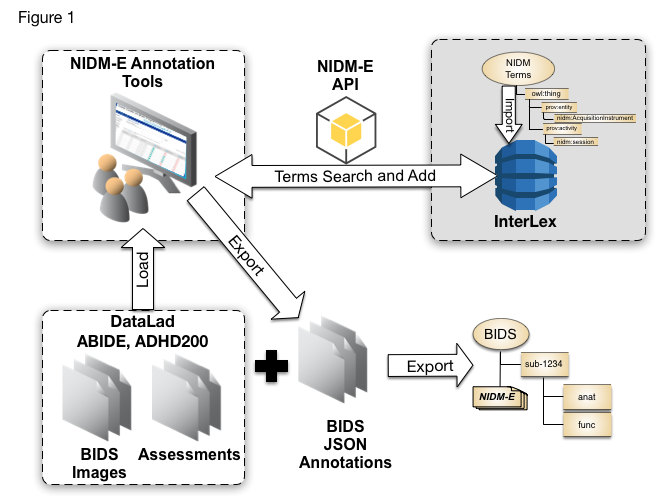 Figure 1
NIDM-E Annotation
Tools
NIDM-E
API
NIDM
Terms
owl:thing
prov:entity
nidm:AcquisitionInstrument
prov:activity
nidm:session
Import
Terms Search and Add
InterLex
Load
Export
DataLad
ABIDE, ADHD200
BIDS
Images
Assessments
BIDS
JSON
Annotations
Export
BIDS
sub-1234
NIDM-E
anat
func